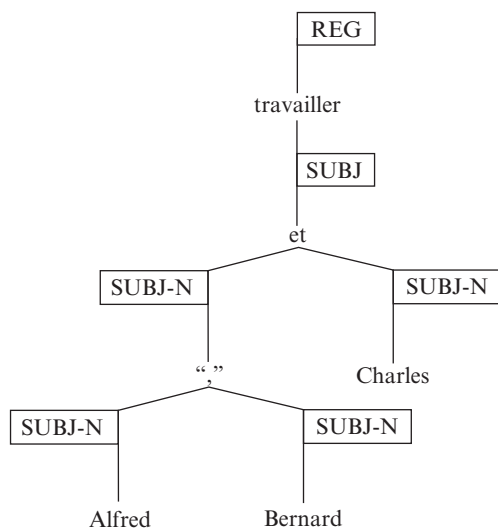 REG
travailler
SUBJ
et
SUBJ-N SUBJ-N
“,” Charles
SUBJ-N SUBJ-N
Alfred Bernard